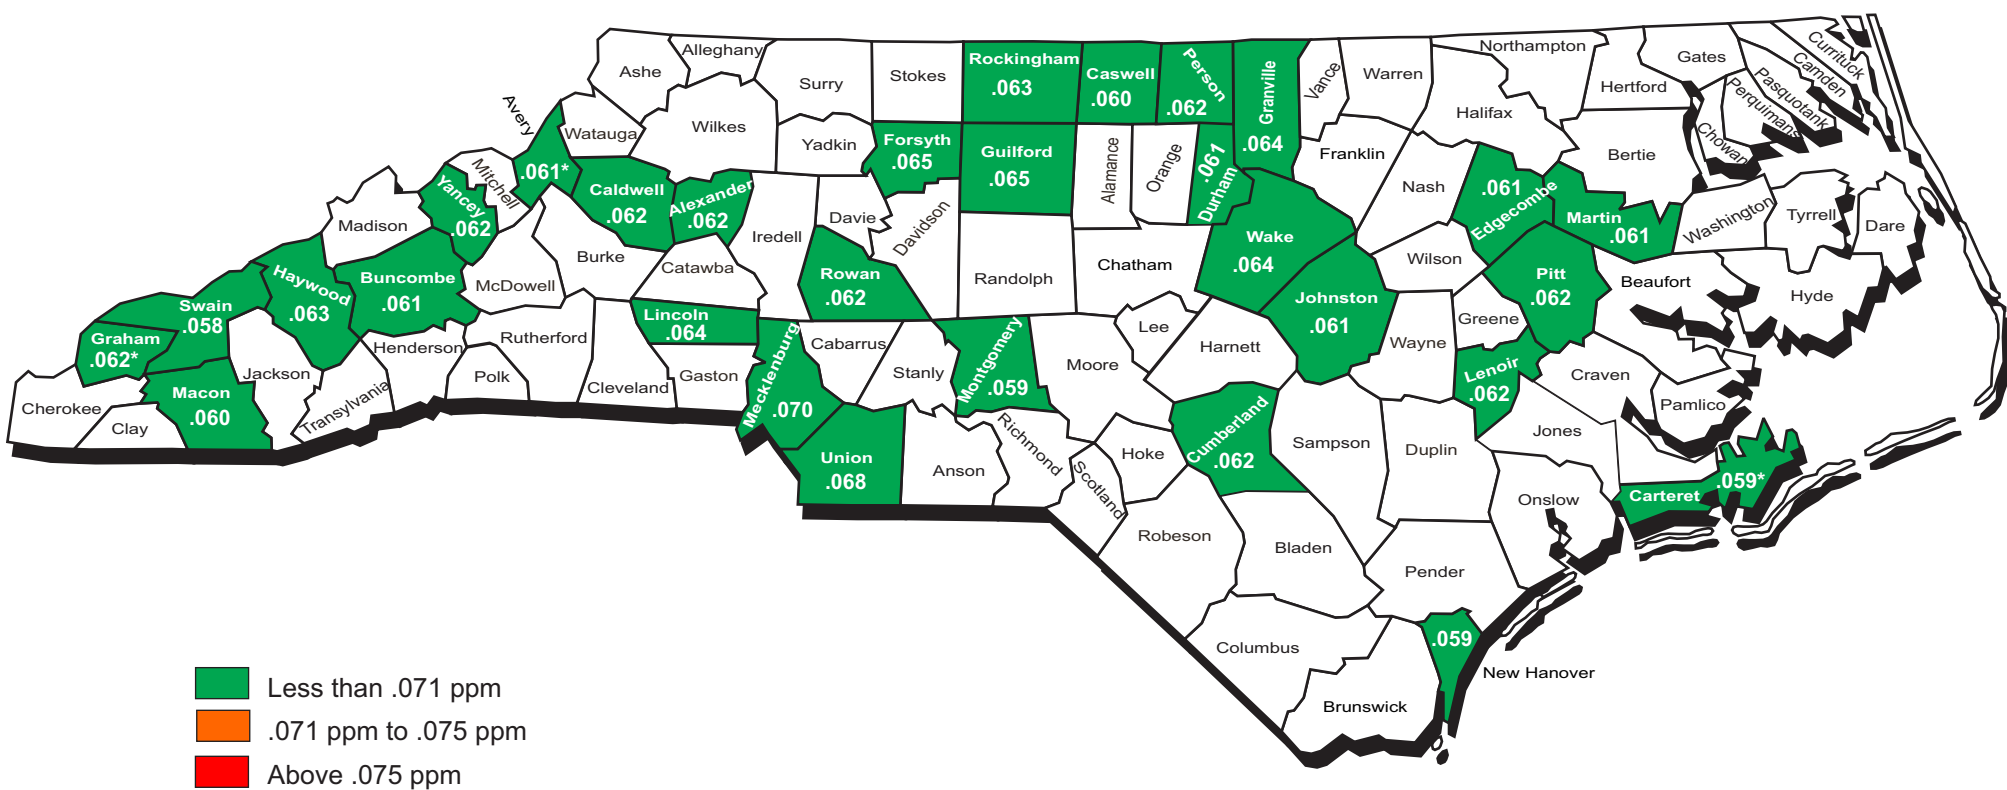 Alleghany
Ashe
Surry
Stokes
Rockingham
.063
Caswell
.060
Person
.062
Granville
.064
Vance
Warren
Northampton
Gates
Currituck
Camden
Pasquotank
Perquimans
Chowan
Hertford
Halifax
Bertie
Avery
.061*
Watauga
Wilkes
Yadkin
Forsyth
.065
Guilford
.065
Alamance
Orange
.061
Durham
Franklin
Nash
.061
Edgecombe
Martin
.061
Washington
Tyrrell
Dare
Mitchell
Yancey
.062
Caldwell
.062
Alexander
.062
Iredell
Davie
Davidson
Madison
Burke
Catawba
Rowan
.062
Randolph
Chatham
Wake
.064
Wilson
Pitt
.062
Beaufort
Hyde
Haywood
.063
Buncombe
.061
McDowell
Swain
.058
Graham
.062*
Lincoln
.064
Johnston
.061
Greene
Wayne
Lee
Harnett
Moore
Montgomery
.059
Stanly
Cabarrus
Mecklenburg
.070
Gaston
Cleveland
Rutherford
Polk
Henderson
Transylvania
Jackson
Macon
.060
Cherokee
Clay
Lenoir
.062
Craven
Pamlico
Jones
Carteret
.059*
Union
.068
Anson
Richmond
Scotland
Hoke
Cumberland
.062
Sampson
Duplin
Onslow
Robeson
Bladen
Pender
Columbus
Brunswick
.059
New Hanover
Less than .071 ppm
.071 ppm to .075 ppm
Above .075 ppm